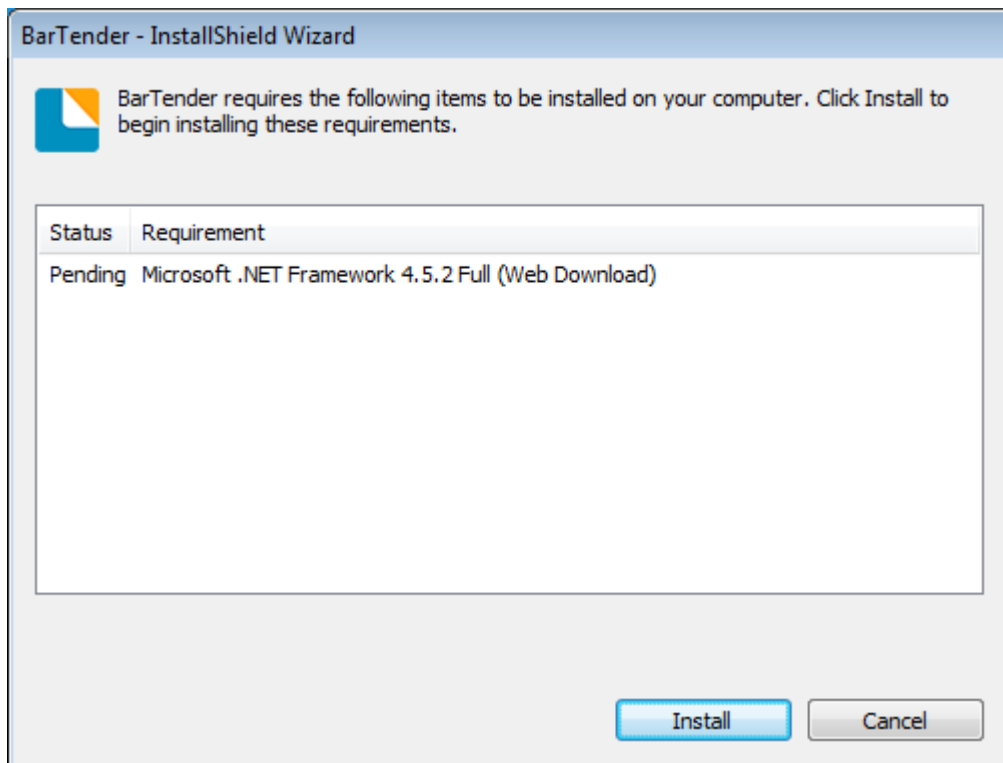 BarTender - InstallShield Wizard
BarTender requires the following items to be installed on your computer. Click Install to
begin installing these requirements.
Status Requirement
Pending Microsoft .NET Framework 4.5.2 Full (Web Download)
Install Cancel